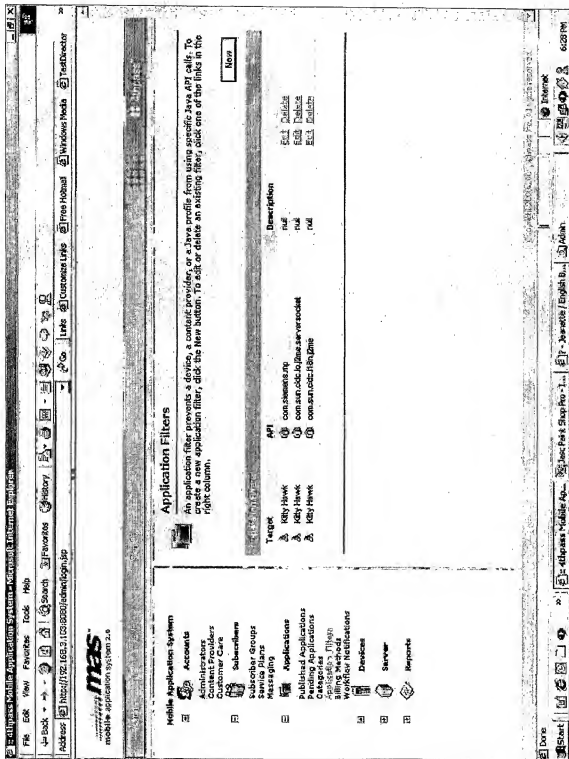 4thpass Mobile Application System - Microsoft Internet Explorer
File Edit View Favorites Tools Help
Back Search Favorites History
Address http://192.168.3.103:8080/admin/login.jsp Go Links Customize Links Free Hotmail Windows Media TestDirector
mas
mobile application system 2.0
Mobile Application System
Accounts
Administrators
Content Providers
Customer Care
Subscribers
Subscriber Groups
Service Plans
Messaging
Applications
Published Applications
Pending Applications
Categories
Application Filters
Billing Methods
Workflow Notifications
Devices
Server
Reports
Application Filters
An application filter prevents a device, a content provider, or a Java profile from using specific Java API calls. To
create a new application filter, click the New button. To edit or delete an existing filter, click one of the links in the
right column.
New
Target API Description
Kitty Hawk com.siemens.mp null Edit Delete
Kitty Hawk com.sun.cldc.io.j2me.serversocket null Edit Delete
Kitty Hawk com.sun.cldc.i18n.j2me null Edit Delete
Done Internet
Start 4thpass Mobile Ap... Jasc Paint Shop Pro - I... Admin 6:28 PM